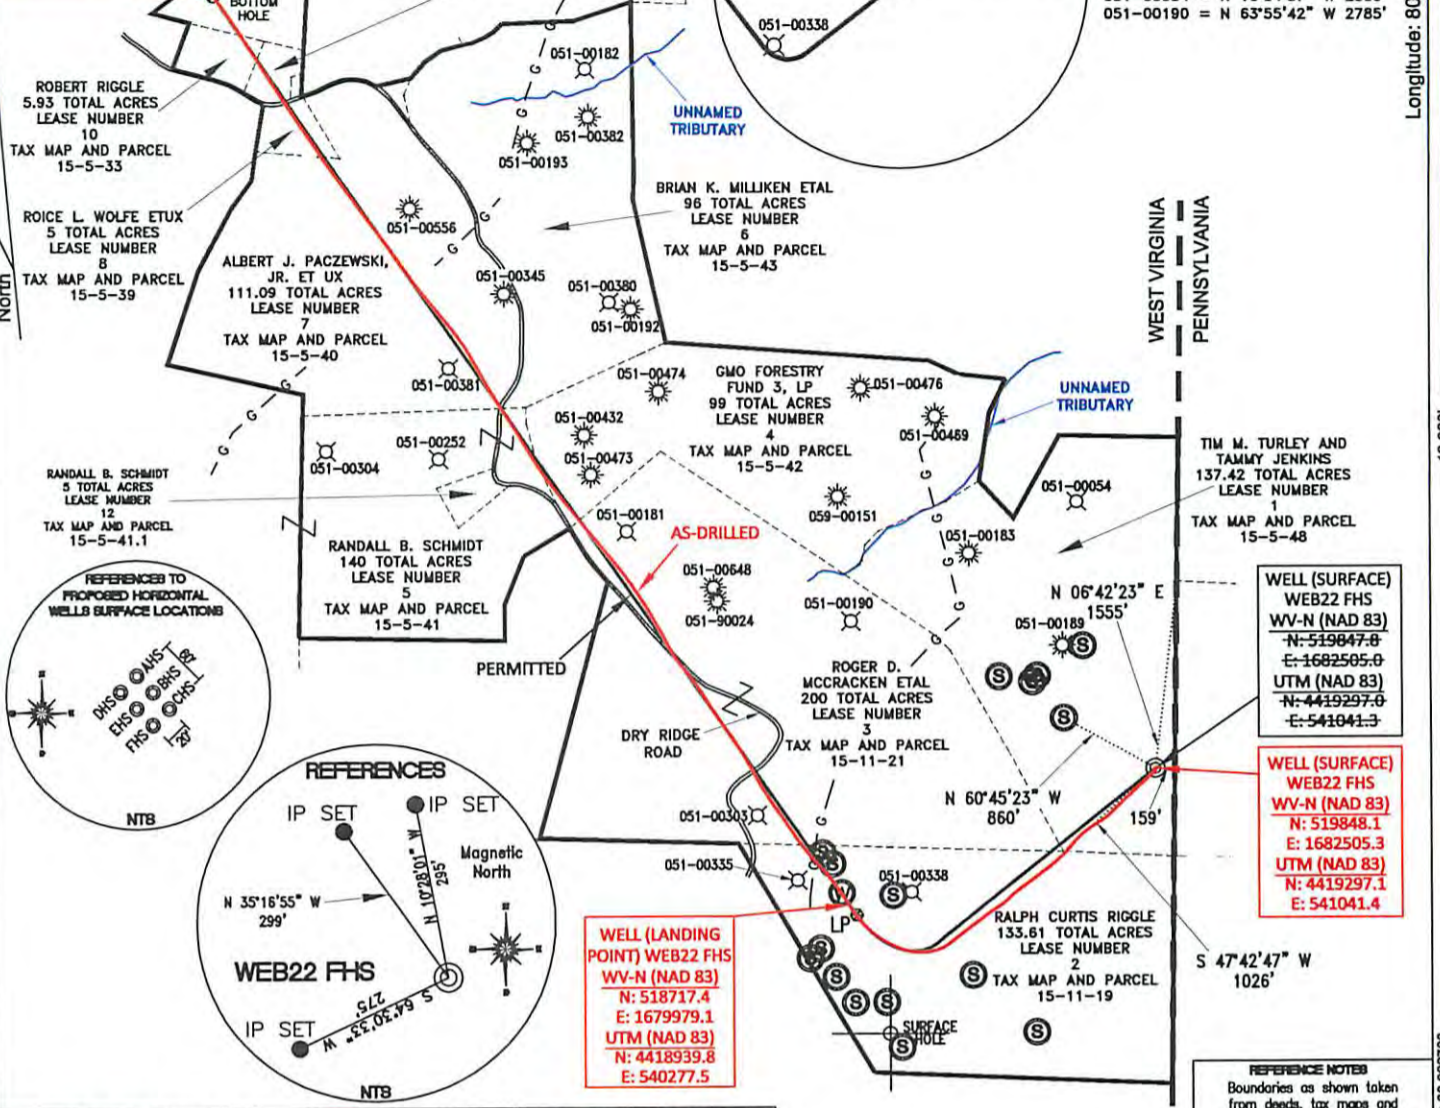 BOTTOM
HOLE
051-00338
051-00190 = N 63°55'42" W 2785'
Longitude: 80
051-00182
UNNAMED
TRIBUTARY
051-00382
051-00193
ROBERT RIGGLE
5.93 TOTAL ACRES
LEASE NUMBER
10
TAX MAP AND PARCEL
15-5-33
BRIAN K. MILLIKEN ETAL
96 TOTAL ACRES
LEASE NUMBER
6
TAX MAP AND PARCEL
15-5-43
ROICE L. WOLFE ETUX
5 TOTAL ACRES
LEASE NUMBER
8
TAX MAP AND PARCEL
15-5-39
North
051-00556
ALBERT J. PACZEWSKI,
JR. ET UX
111.09 TOTAL ACRES
LEASE NUMBER
7
TAX MAP AND PARCEL
15-5-40
051-00345
051-00380
051-00192
WEST VIRGINIA
PENNSYLVANIA
051-00381
051-00474
GMO FORESTRY
FUND 3, LP
99 TOTAL ACRES
LEASE NUMBER
4
TAX MAP AND PARCEL
15-5-42
051-00476
UNNAMED
TRIBUTARY
051-00469
051-00432
051-00473
051-00252
051-00304
RANDALL B. SCHMIDT
5 TOTAL ACRES
LEASE NUMBER
12
TAX MAP AND PARCEL
15-5-41.1
TIM M. TURLEY AND
TAMMY JENKINS
137.42 TOTAL ACRES
LEASE NUMBER
1
TAX MAP AND PARCEL
15-5-48
051-00054
059-00151
051-00181
AS-DRILLED
051-00183
RANDALL B. SCHMIDT
140 TOTAL ACRES
LEASE NUMBER
5
TAX MAP AND PARCEL
15-5-41
051-00648
051-90024
051-00190
N 06°42'23" E
1555'
051-00189
REFERENCES TO
PROPOSED HORIZONTAL
WELLS SURFACE LOCATIONS
AHS
BHS
CHS
DHS
EHS
FHS
60'
20'
NTS
WELL (SURFACE)
WEB22 FHS
WV-N (NAD 83)
N: 519847.8
E: 1682505.0
UTM (NAD 83)
N: 4419297.0
E: 541041.3
PERMITTED
ROGER D.
MCCRACKEN ETAL
200 TOTAL ACRES
LEASE NUMBER
3
TAX MAP AND PARCEL
15-11-21
DRY RIDGE
ROAD
WELL (SURFACE)
WEB22 FHS
WV-N (NAD 83)
N: 519848.1
E: 1682505.3
UTM (NAD 83)
N: 4419297.1
E: 541041.4
N 60°45'23" W
860'
159'
051-00303
051-00335
051-00338
W
LP
REFERENCES
IP SET
IP SET
N 10°28'01" W
295'
Magnetic
North
N 35°16'55" W
299'
WEB22 FHS
S 64°30'33" W
275'
IP SET
NTS
WELL (LANDING
POINT) WEB22 FHS
WV-N (NAD 83)
N: 518717.4
E: 1679979.1
UTM (NAD 83)
N: 4418939.8
E: 540277.5
RALPH CURTIS RIGGLE
133.61 TOTAL ACRES
LEASE NUMBER
2
TAX MAP AND PARCEL
15-11-19
S 47°42'47" W
1026'
SURFACE
HOLE
REFERENCE NOTES
Boundaries as shown taken
from deeds, tax maps and